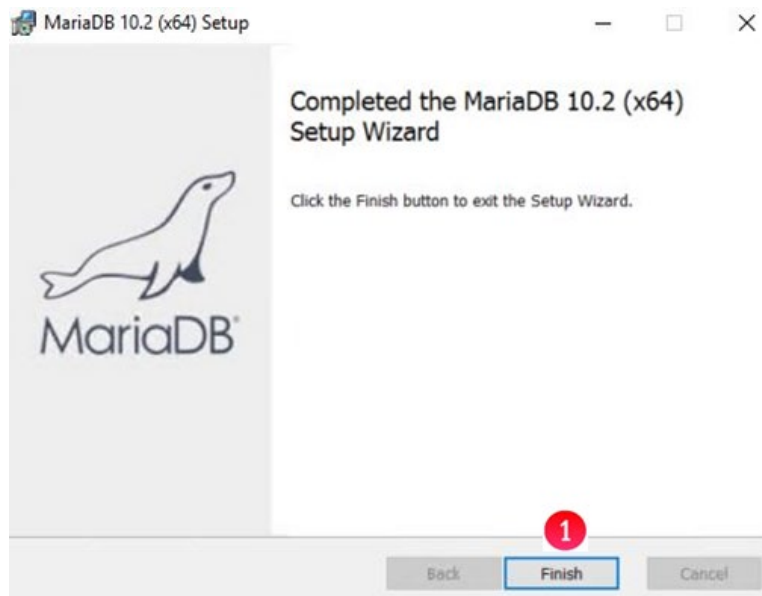 MariaDB 10.2 (x64) Setup
Completed the MariaDB 10.2 (x64)
Setup Wizard
Click the Finish button to exit the Setup Wizard.
MariaDB
1
Back
Finish
Cancel